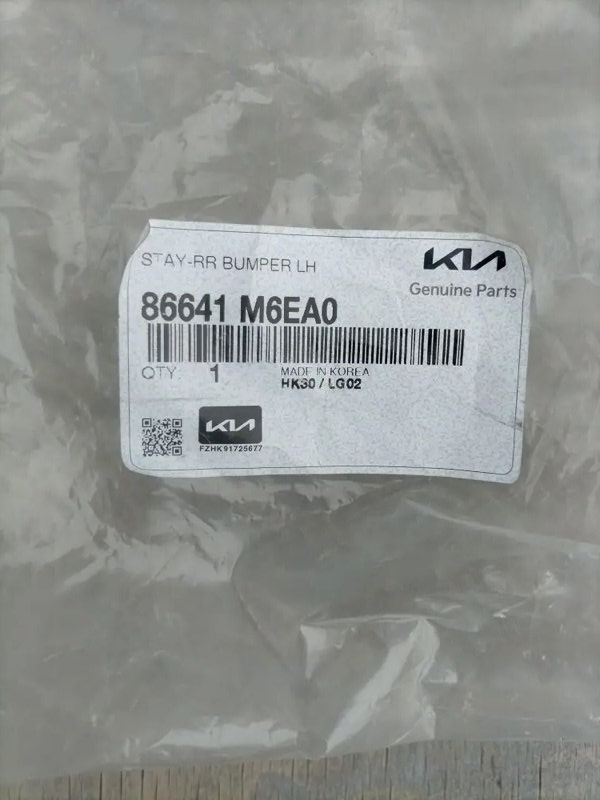 STAY-RR BUMPER LH
KIA
Genuine Parts
86641 M6EA0
QTY: 1
MADE IN KOREA
HK30 / LG02
KIA
FZHK91725677